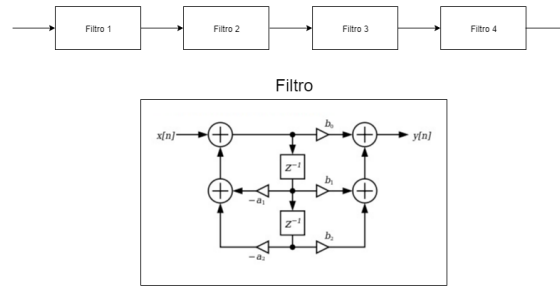 Filtro 1 Filtro 2 Filtro 3 Filtro 4
Filtro
x[n] b₀ y[n]
z⁻¹
−a₁ b₁
z⁻¹
−a₂ b₂